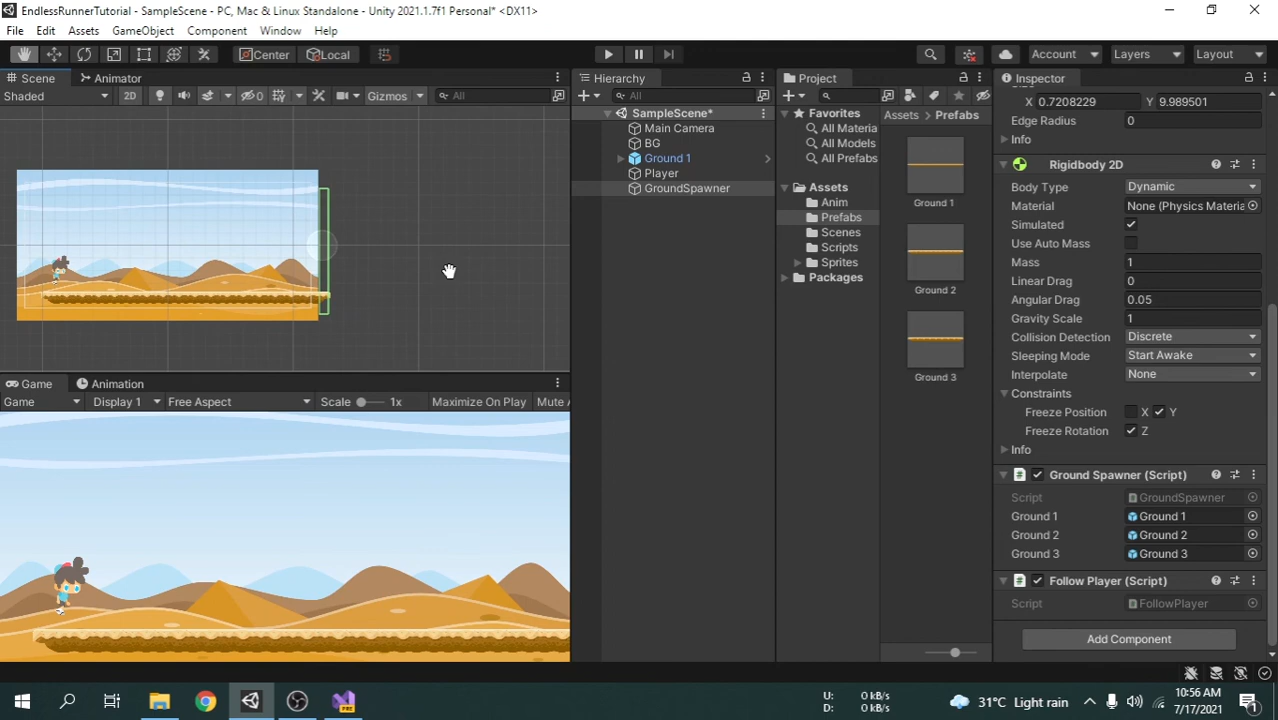 EndlessRunnerTutorial - SampleScene - PC, Mac & Linux Standalone - Unity 2021.1.7f1 Personal* <DX11>
File Edit Assets GameObject Component Window Help
Center Local Account Layers Layout
Scene Animator
Shaded 2D 0 Gizmos All
Hierarchy
All
SampleScene*
Main Camera
BG
Ground 1
Player
GroundSpawner
Project
Favorites
All Materia
All Models
All Prefabs
Assets
Anim
Prefabs
Scenes
Scripts
Sprites
Packages
Assets Prefabs
Ground 1
Ground 2
Ground 3
Inspector
X 0.7208229 Y 9.989501
Edge Radius 0
Info
Rigidbody 2D
Body Type Dynamic
Material None (Physics Materia
Simulated
Use Auto Mass
Mass 1
Linear Drag 0
Angular Drag 0.05
Gravity Scale 1
Collision Detection Discrete
Sleeping Mode Start Awake
Interpolate None
Constraints
Freeze Position X Y
Freeze Rotation Z
Info
Ground Spawner (Script)
Script GroundSpawner
Ground 1 Ground 1
Ground 2 Ground 2
Ground 3 Ground 3
Follow Player (Script)
Script FollowPlayer
Add Component
Game Animation
Game Display 1 Free Aspect Scale 1x Maximize On Play Mute A
U: 0 kB/s
D: 0 kB/s
31°C Light rain
10:56 AM
7/17/2021
1